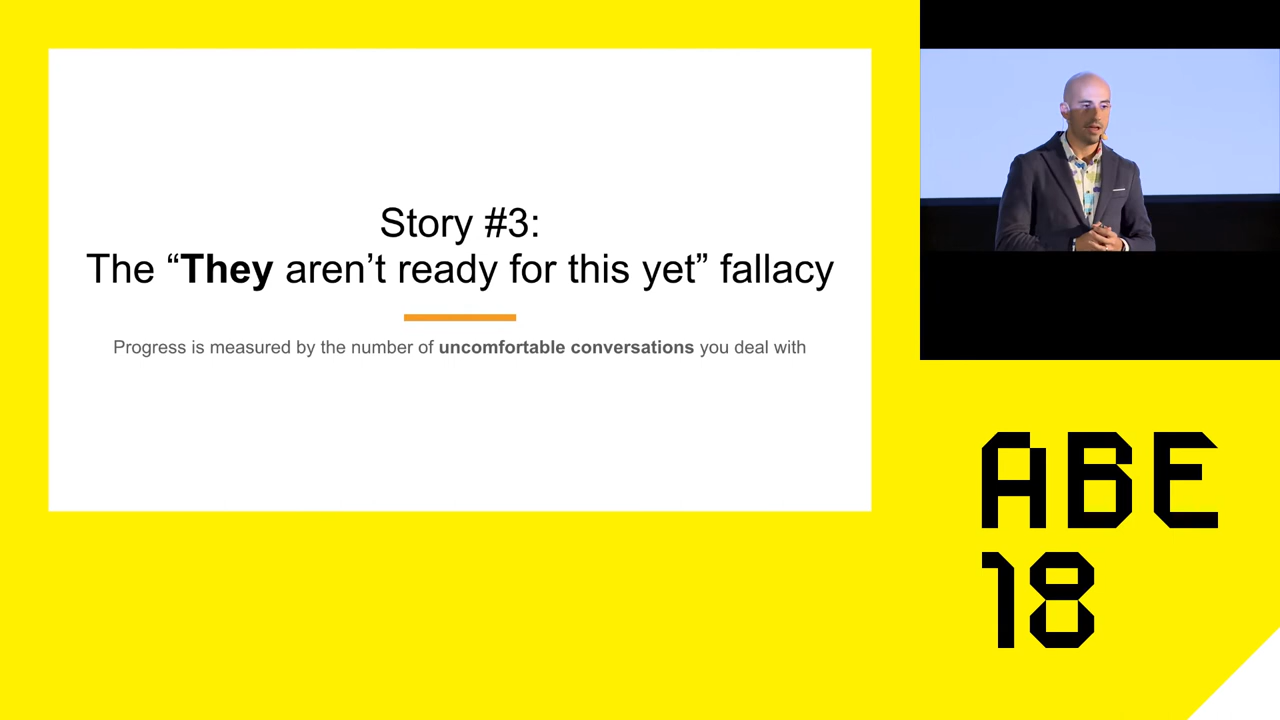 Story #3:
The “They aren’t ready for this yet” fallacy
Progress is measured by the number of uncomfortable conversations you deal with
ABE
18